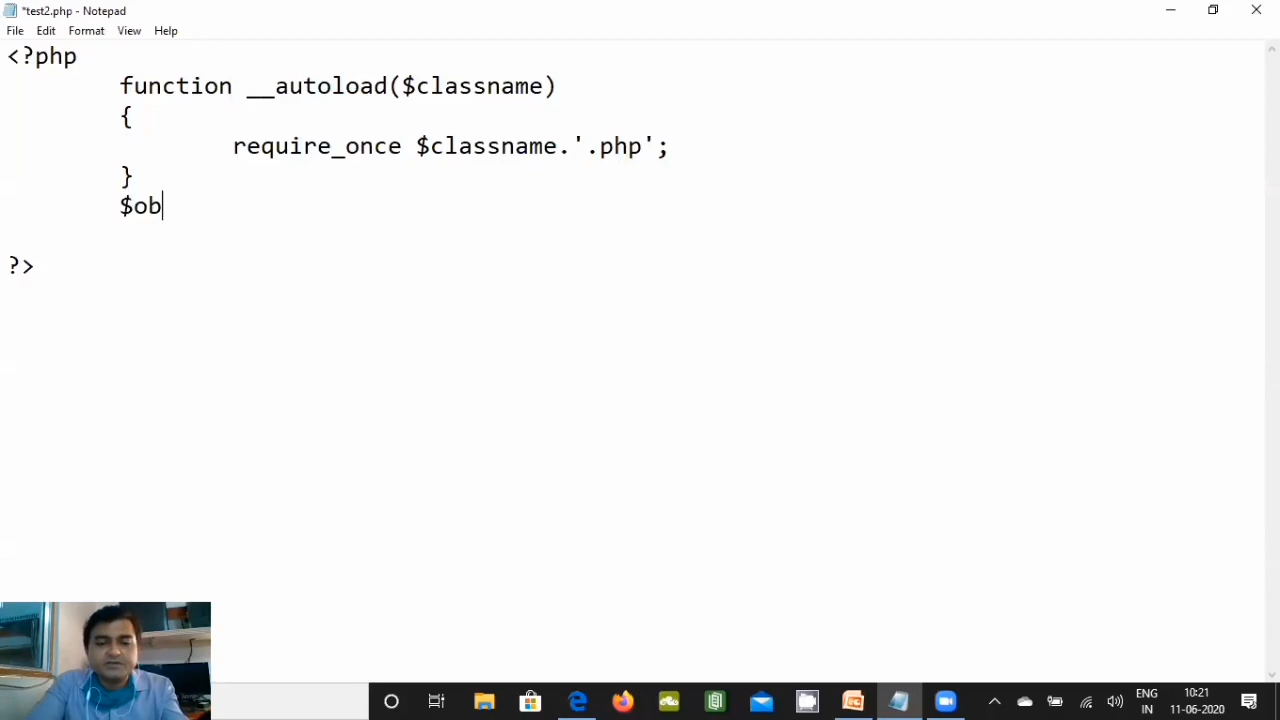 *test2.php - Notepad
File Edit Format View Help
<?php
function __autoload($classname)
{
require_once $classname.'.php';
}
$ob
?>
ENG
IN
10:21
11-06-2020